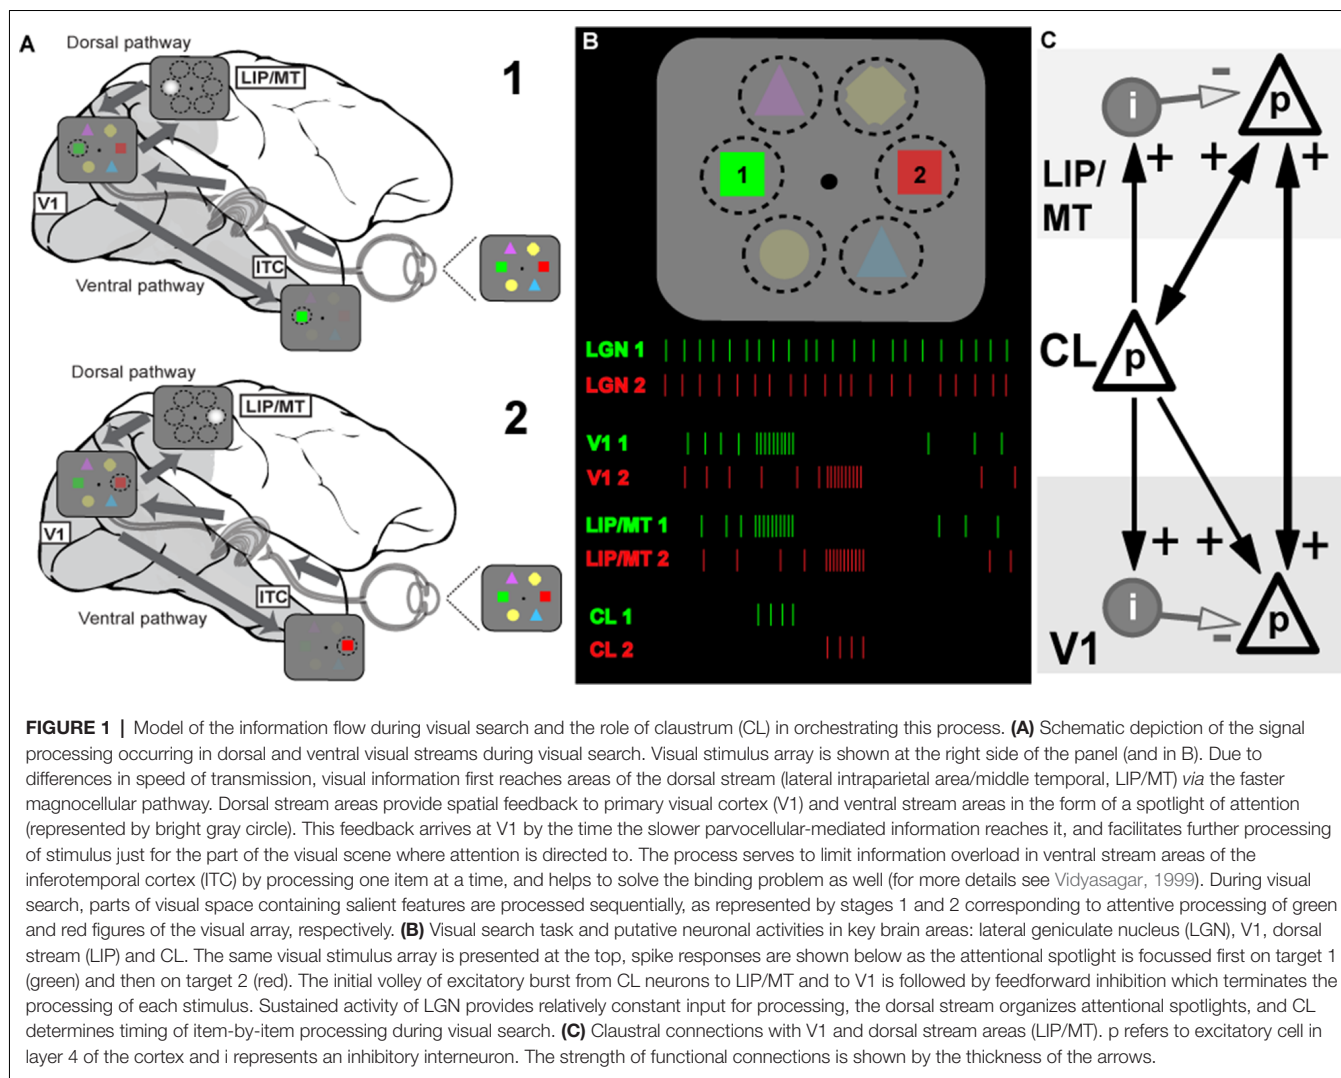 A
Dorsal pathway
LIP/MT
1
V1
ITC
Ventral pathway
Dorsal pathway
LIP/MT
2
V1
ITC
Ventral pathway
B
1
2
LGN 1
LGN 2
V1 1
V1 2
LIP/MT 1
LIP/MT 2
CL 1
CL 2
C
i
-
p
+
+
+
LIP/
MT
CL
p
+
+
+
i
-
p
V1
FIGURE 1 | Model of the information flow during visual search and the role of claustrum (CL) in orchestrating this process. (A) Schematic depiction of the signal
processing occurring in dorsal and ventral visual streams during visual search. Visual stimulus array is shown at the right side of the panel (and in B). Due to
differences in speed of transmission, visual information first reaches areas of the dorsal stream (lateral intraparietal area/middle temporal, LIP/MT) via the faster
magnocellular pathway. Dorsal stream areas provide spatial feedback to primary visual cortex (V1) and ventral stream areas in the form of a spotlight of attention
(represented by bright gray circle). This feedback arrives at V1 by the time the slower parvocellular-mediated information reaches it, and facilitates further processing
of stimulus just for the part of the visual scene where attention is directed to. The process serves to limit information overload in ventral stream areas of the
inferotemporal cortex (ITC) by processing one item at a time, and helps to solve the binding problem as well (for more details see Vidyasagar, 1999). During visual
search, parts of visual space containing salient features are processed sequentially, as represented by stages 1 and 2 corresponding to attentive processing of green
and red figures of the visual array, respectively. (B) Visual search task and putative neuronal activities in key brain areas: lateral geniculate nucleus (LGN), V1, dorsal
stream (LIP) and CL. The same visual stimulus array is presented at the top, spike responses are shown below as the attentional spotlight is focussed first on target 1
(green) and then on target 2 (red). The initial volley of excitatory burst from CL neurons to LIP/MT and to V1 is followed by feedforward inhibition which terminates the
processing of each stimulus. Sustained activity of LGN provides relatively constant input for processing, the dorsal stream organizes attentional spotlights, and CL
determines timing of item-by-item processing during visual search. (C) Claustral connections with V1 and dorsal stream areas (LIP/MT). p refers to excitatory cell in
layer 4 of the cortex and i represents an inhibitory interneuron. The strength of functional connections is shown by the thickness of the arrows.